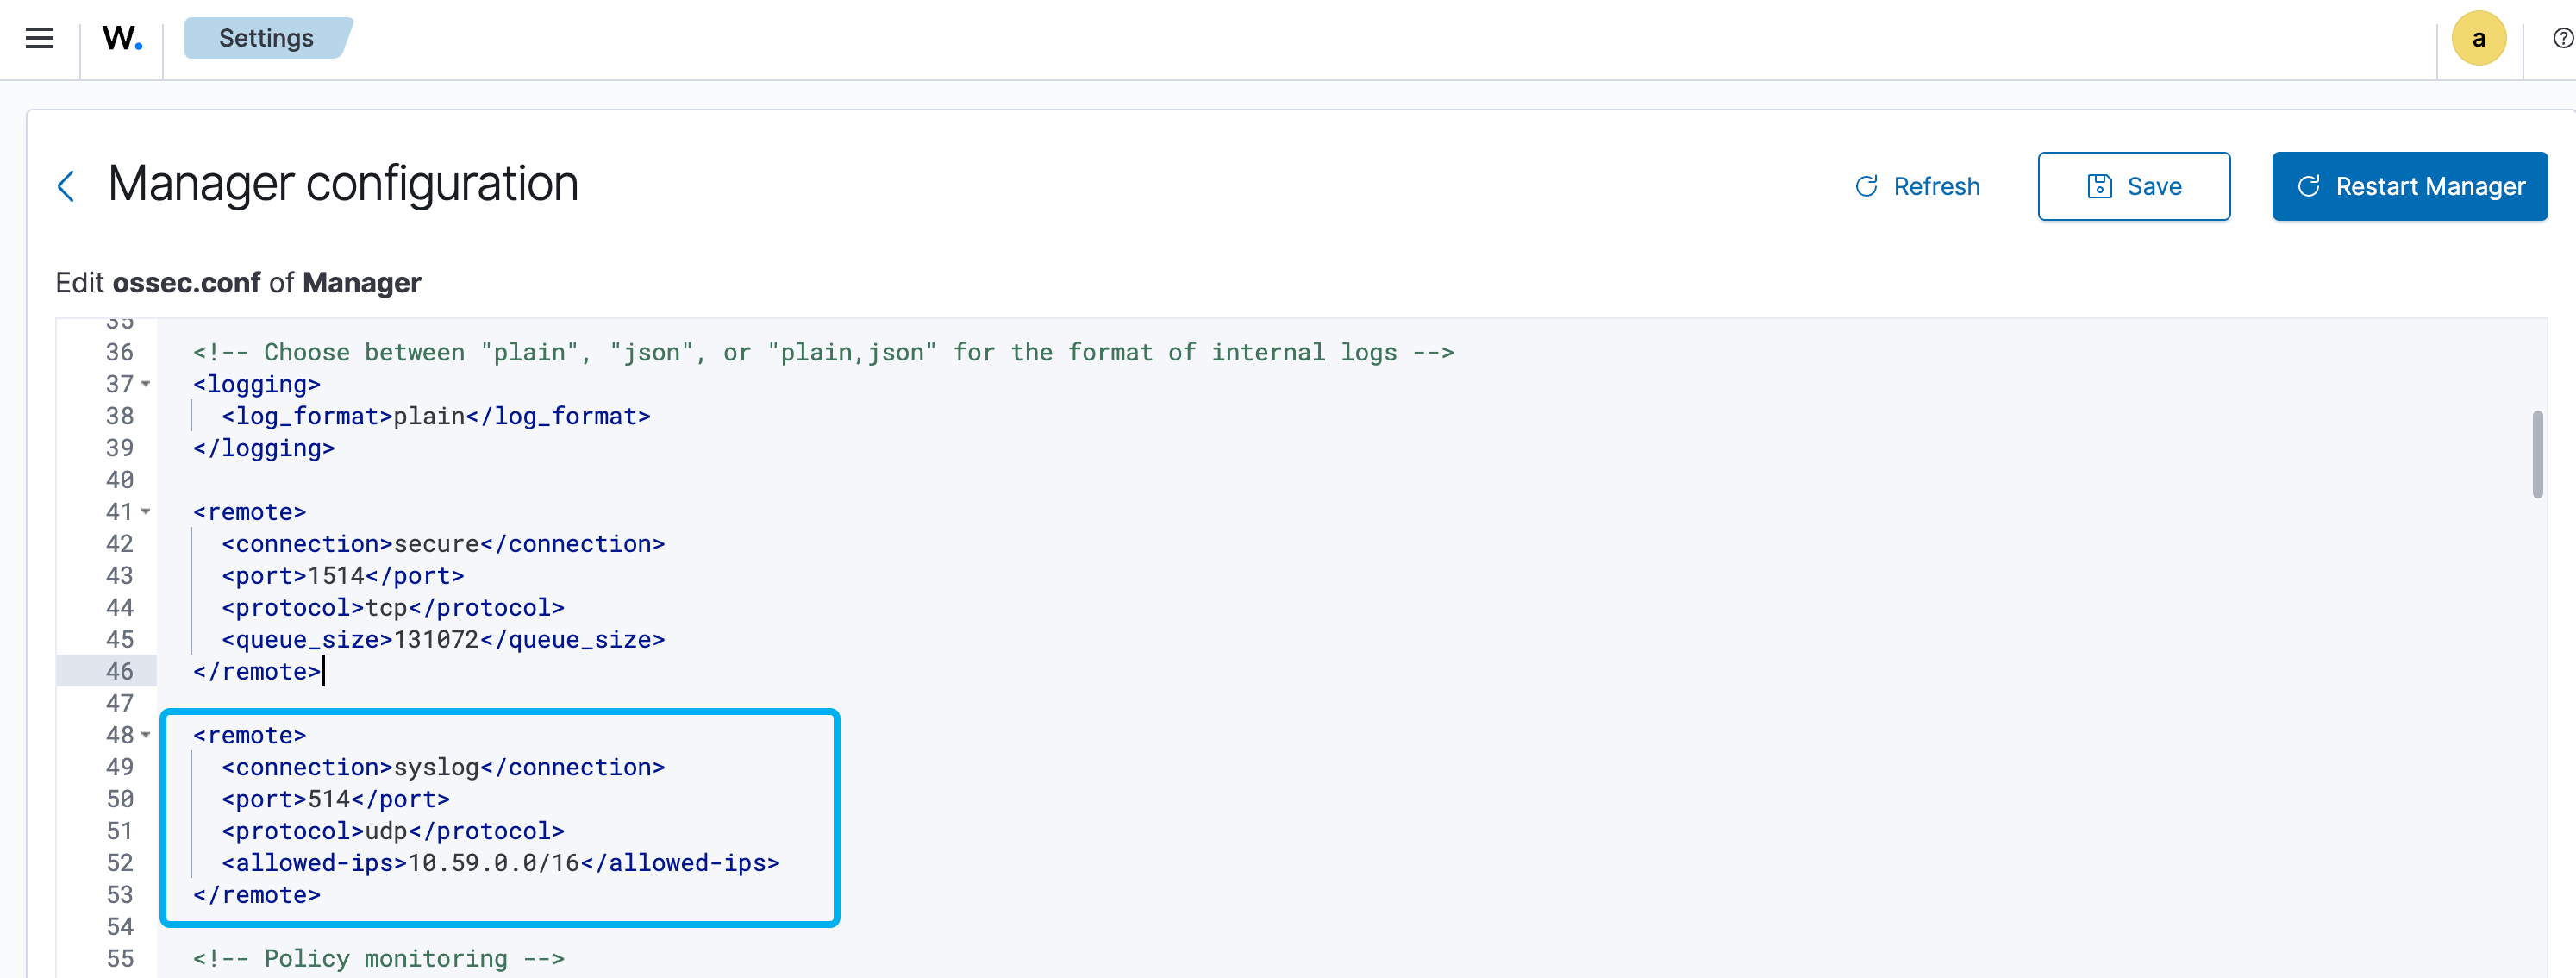 W. Settings a ?
Manager configuration Refresh Save Restart Manager
Edit ossec.conf of Manager
35
36 <!-- Choose between "plain", "json", or "plain,json" for the format of internal logs -->
37 <logging>
38 <log_format>plain</log_format>
39 </logging>
40
41 <remote>
42 <connection>secure</connection>
43 <port>1514</port>
44 <protocol>tcp</protocol>
45 <queue_size>131072</queue_size>
46 </remote>
47
48 <remote>
49 <connection>syslog</connection>
50 <port>514</port>
51 <protocol>udp</protocol>
52 <allowed-ips>10.59.0.0/16</allowed-ips>
53 </remote>
54
55 <!-- Policy monitoring -->